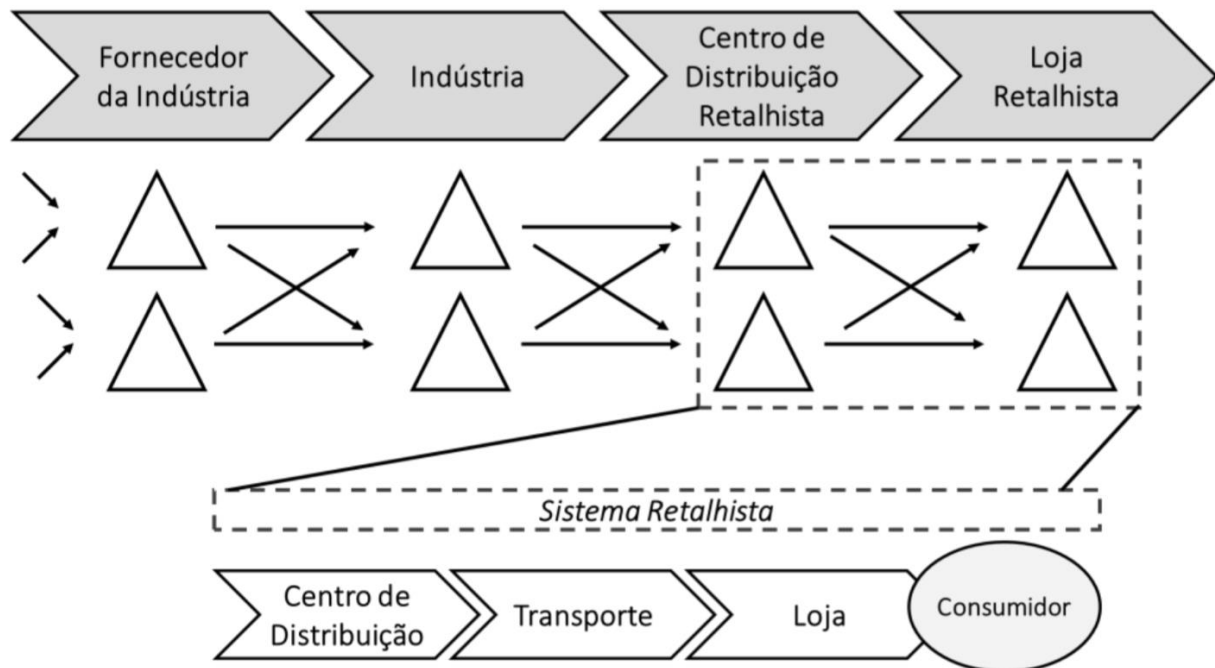 Fornecedor
da Indústria
Indústria
Centro de
Distribuição
Retalhista
Loja
Retalhista
Sistema Retalhista
Centro de
Distribuição
Transporte
Loja
Consumidor